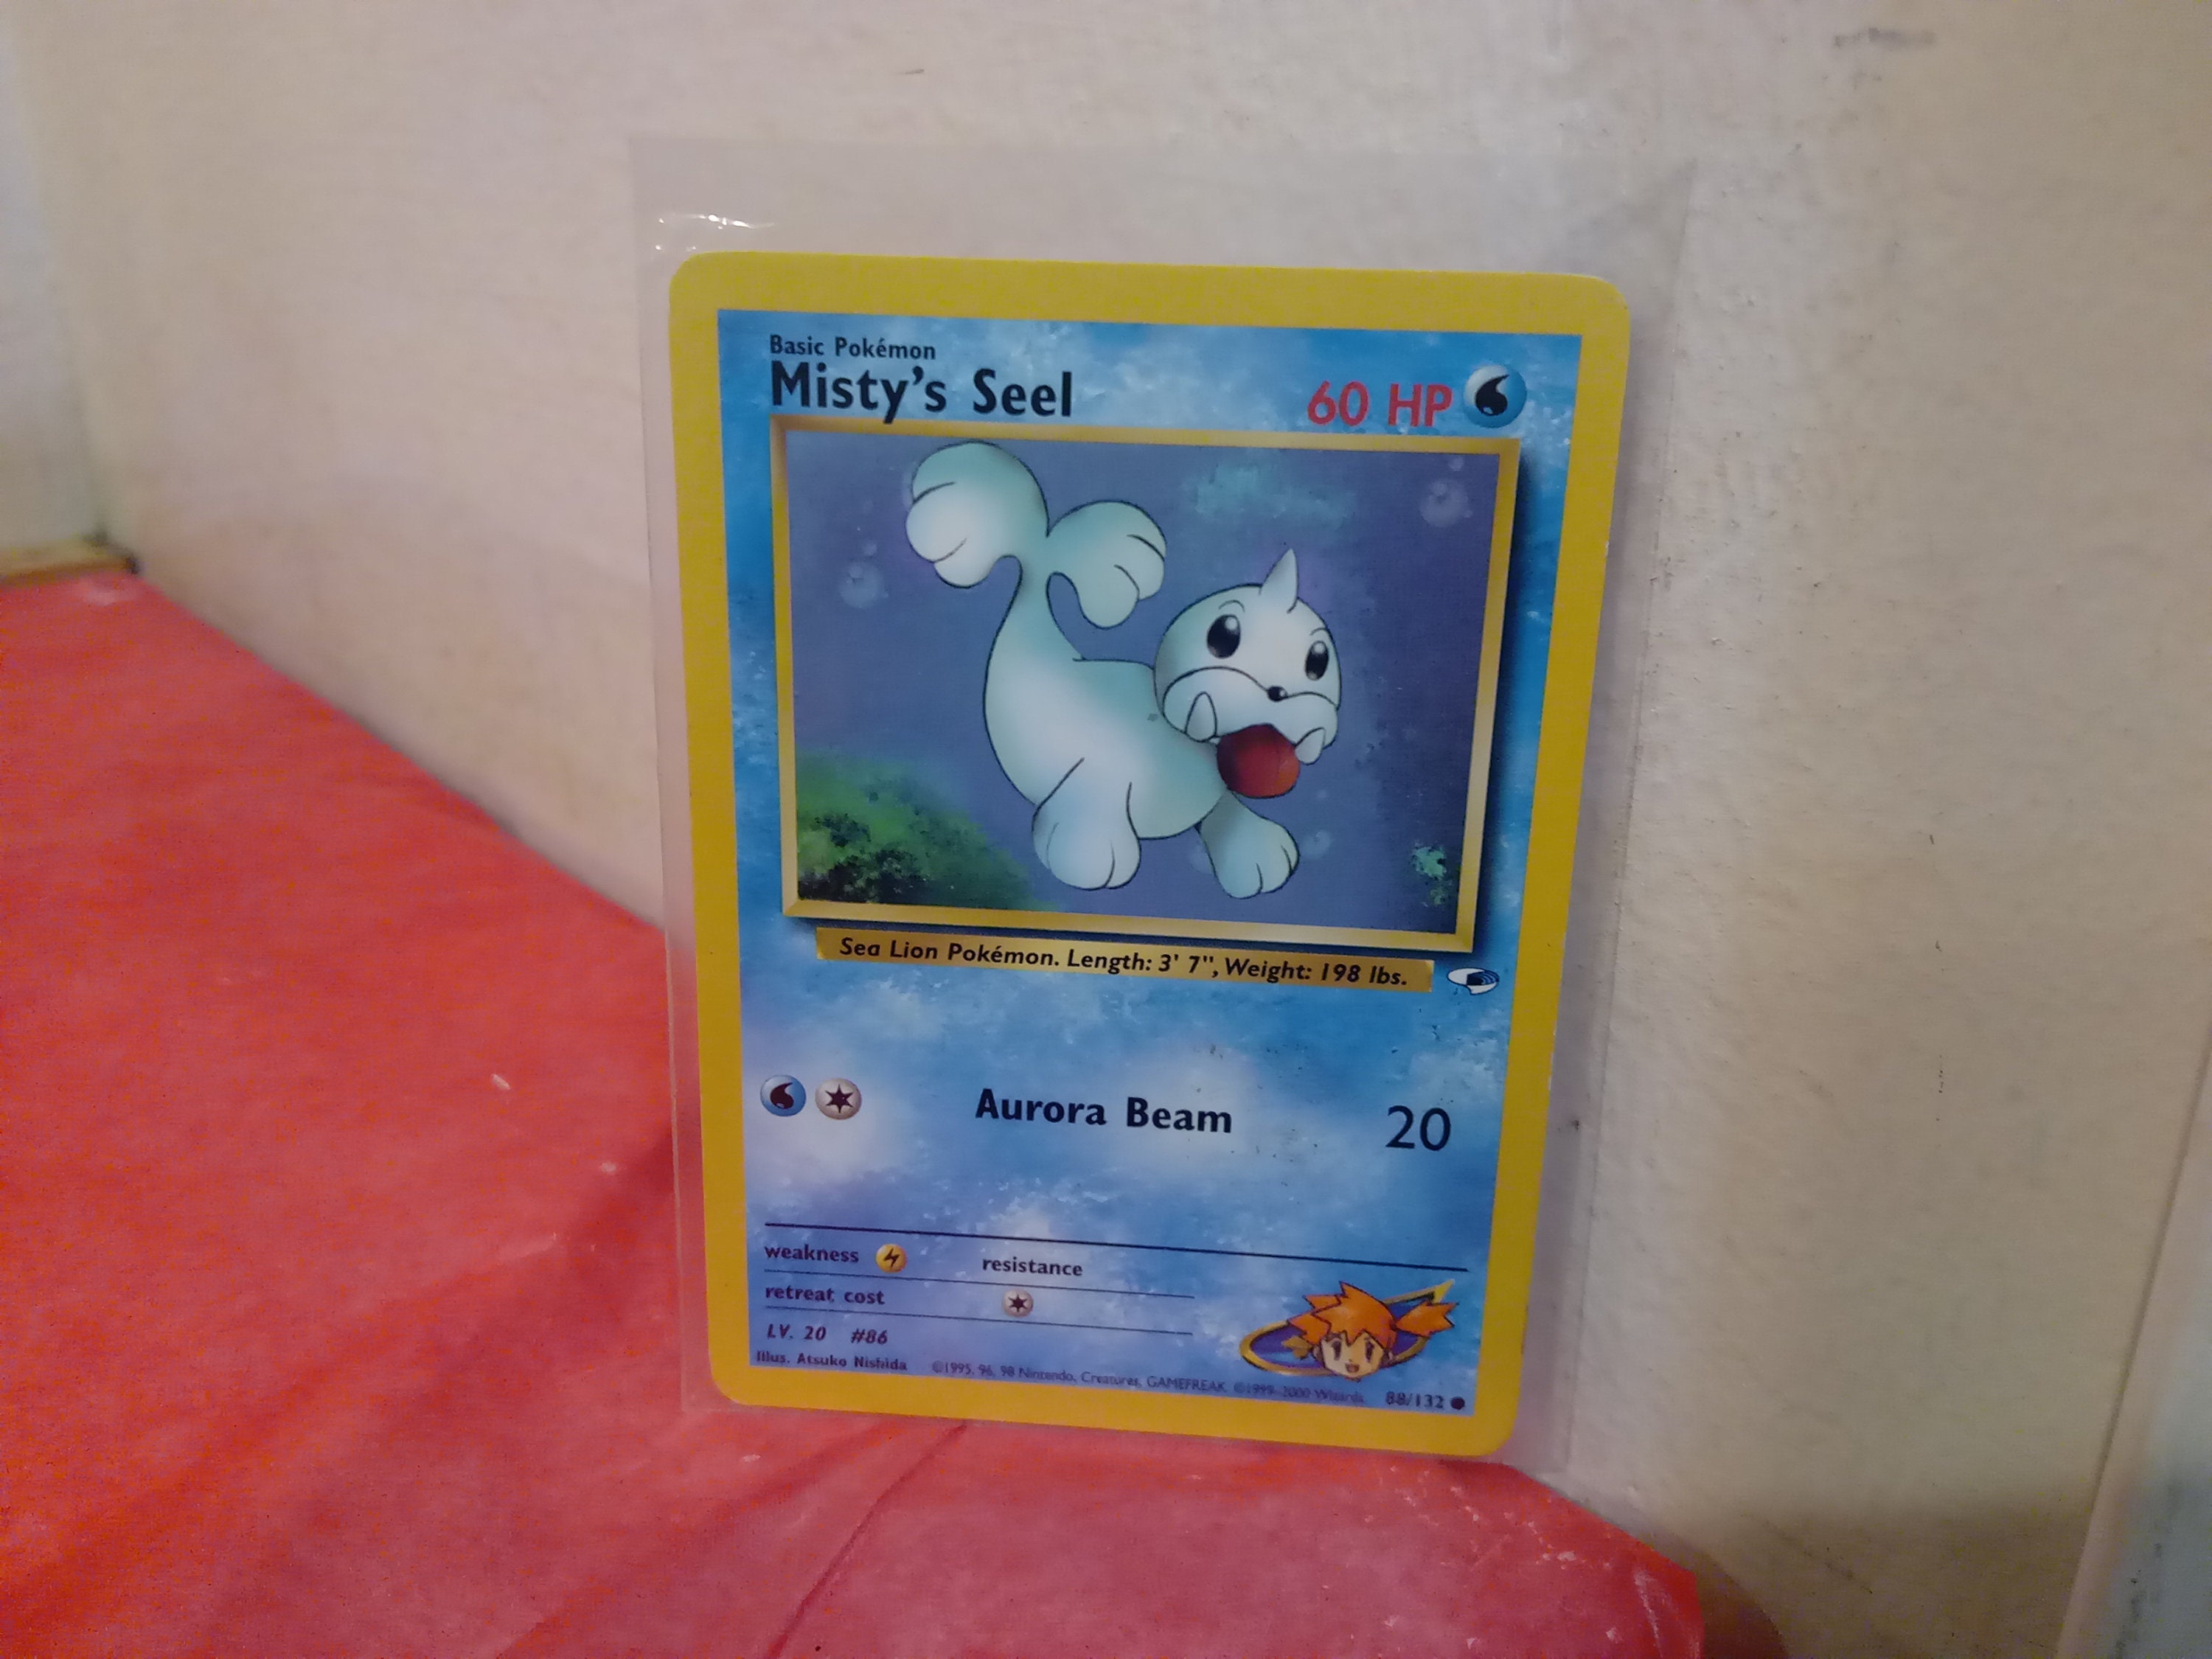 Basic Pokémon
Misty's Seel
60 HP
Sea Lion Pokémon. Length: 3' 7", Weight: 198 lbs.
Aurora Beam 20
weakness
resistance
retreat cost
LV. 20 #86
Illus. Atsuko Nishida ©1995, 96, 98 Nintendo, Creatures, GAMEFREAK. ©1999-2000 Wizards. 88/132